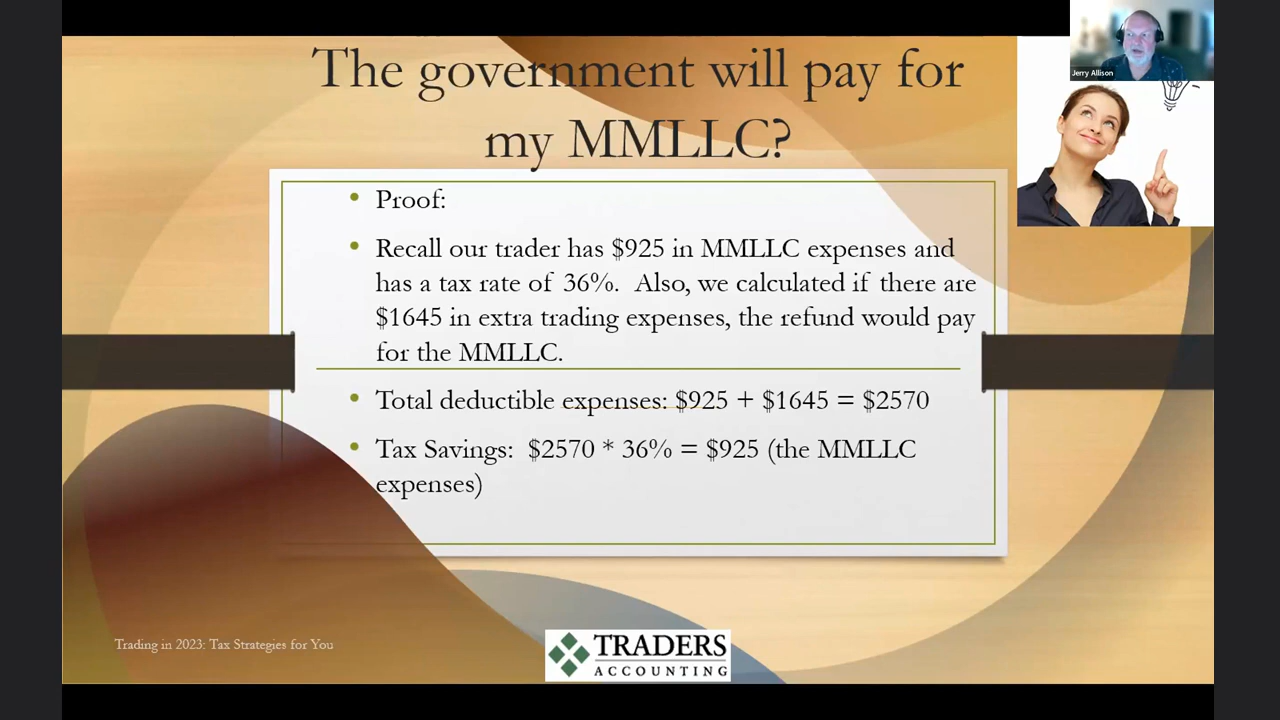 The government will pay for
my MMLLC?
Jerry Allison
• Proof:
• Recall our trader has $925 in MMLLC expenses and
has a tax rate of 36%. Also, we calculated if there are
$1645 in extra trading expenses, the refund would pay
for the MMLLC.
• Total deductible expenses: $925 + $1645 = $2570
• Tax Savings: $2570 * 36% = $925 (the MMLLC
expenses)
Trading in 2023: Tax Strategies for You
TRADERS
ACCOUNTING